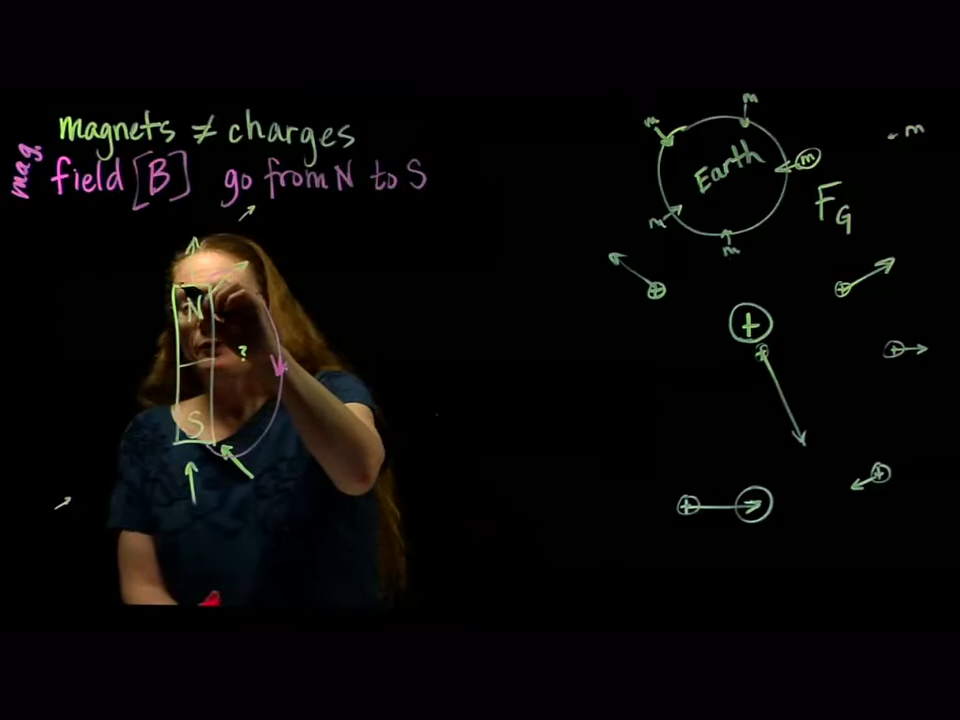 magnets ≠ charges
mag. field [B] go from N to S
N
?
S
m
m
m
Earth
m
F_G
m
m
+
+
+
+
+
+
+